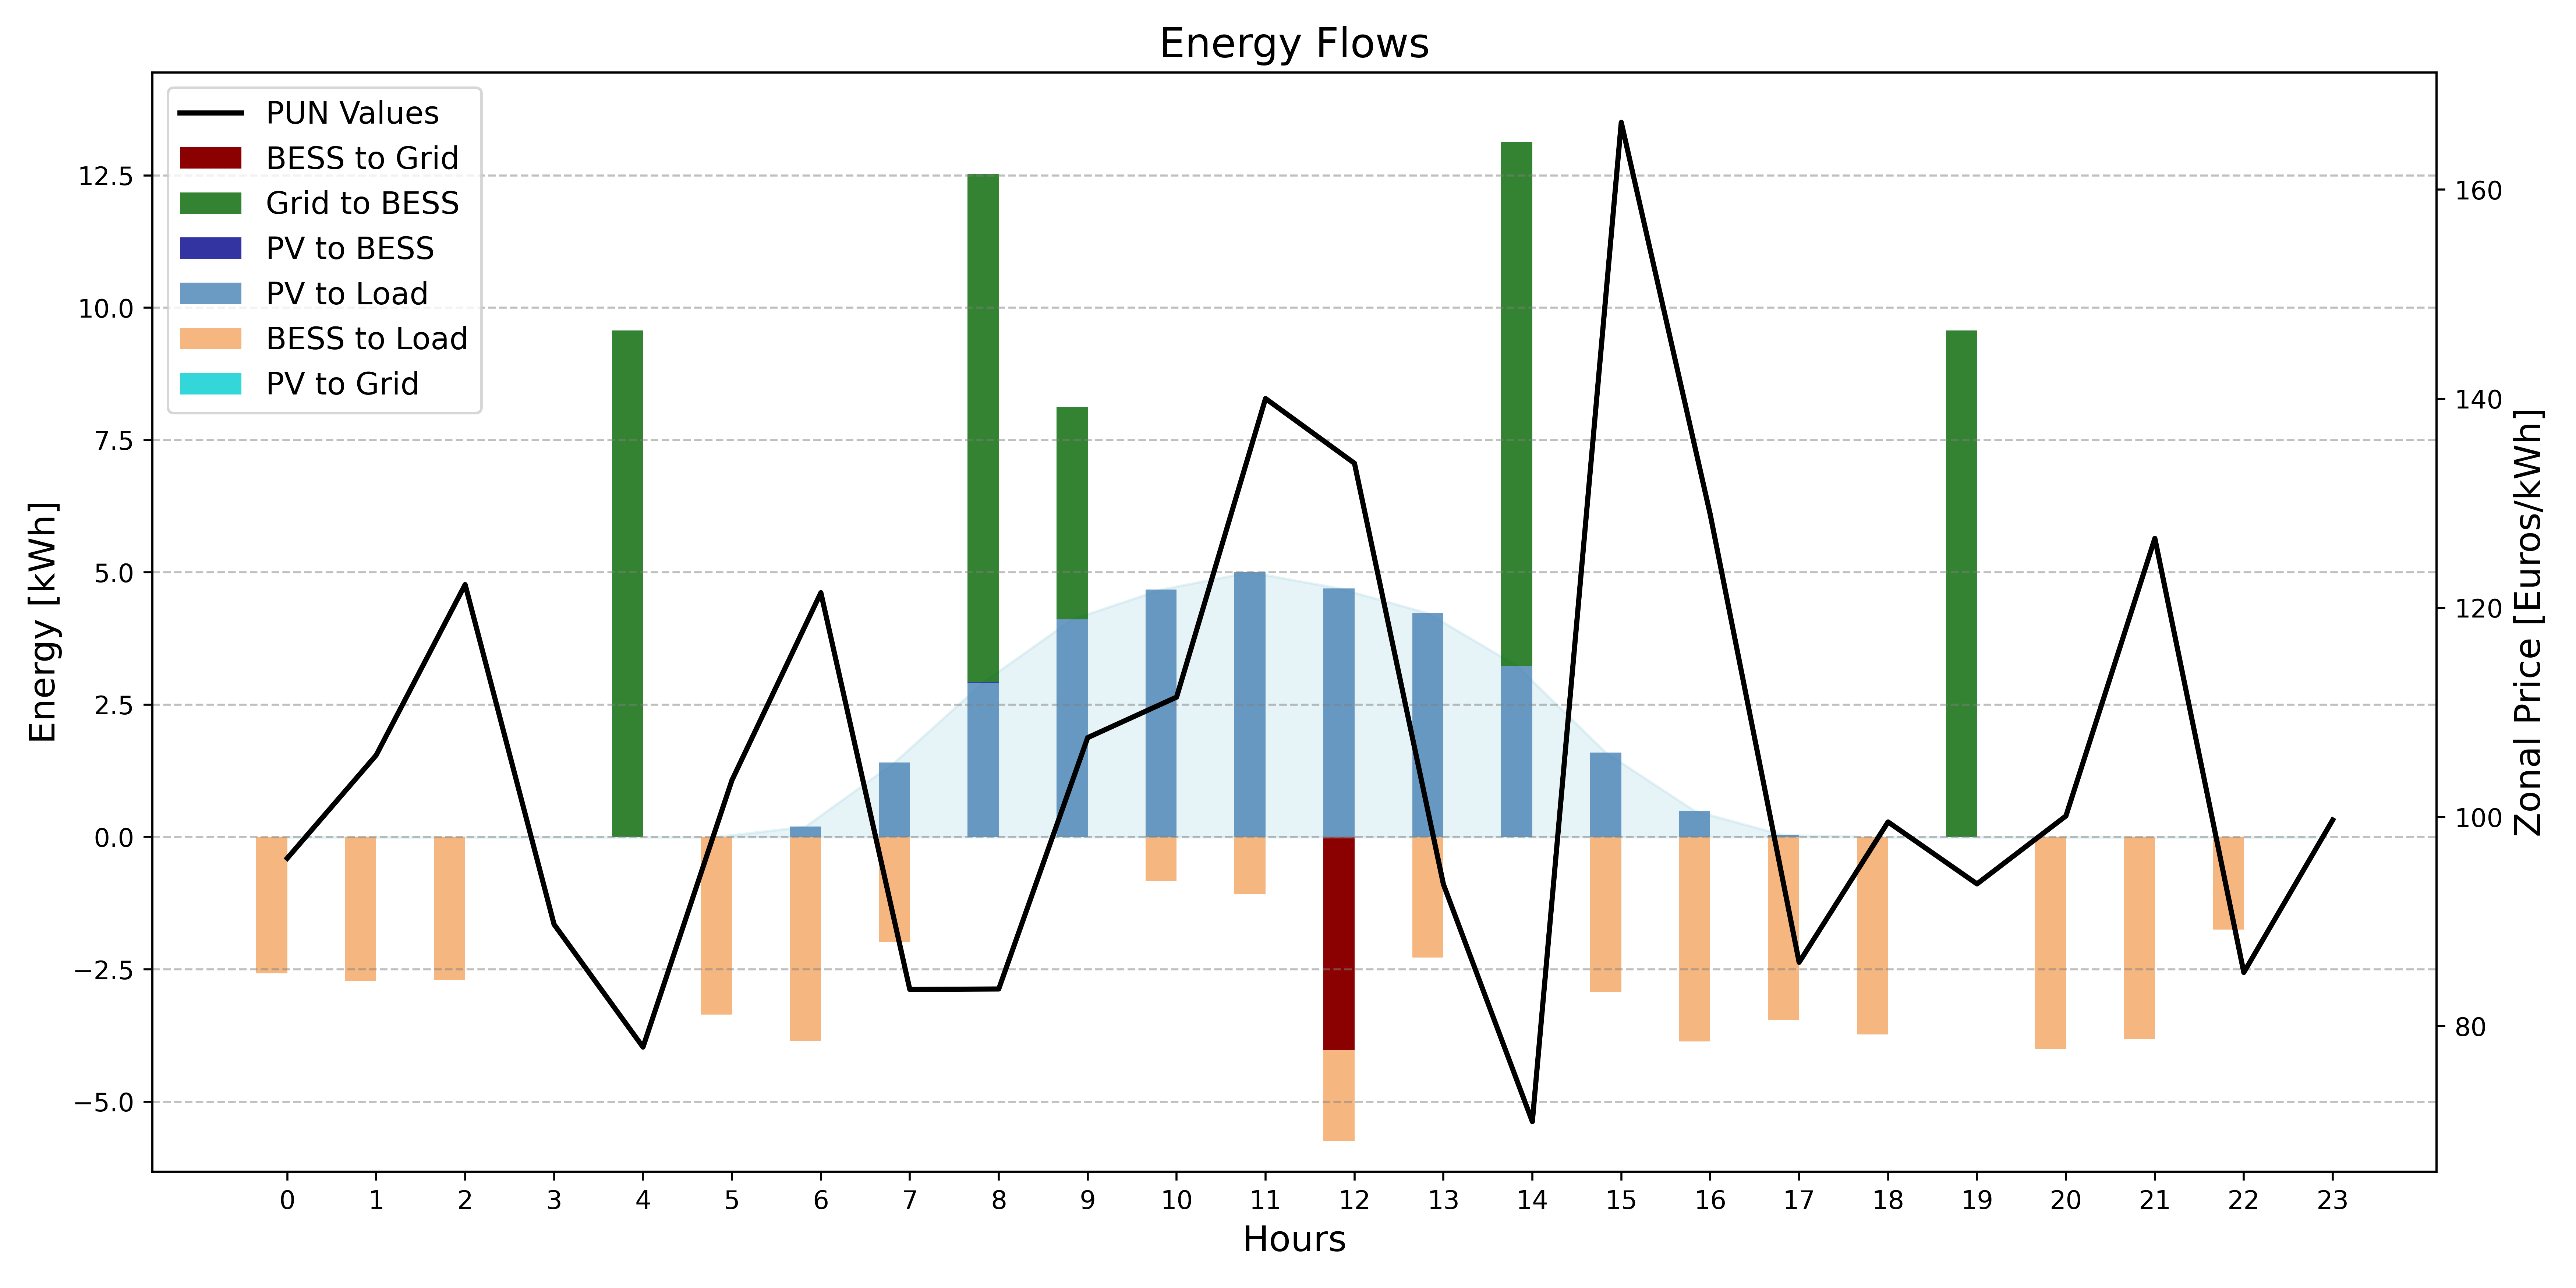 Energy Flows
PUN Values
BESS to Grid
Grid to BESS
PV to BESS
PV to Load
BESS to Load
PV to Grid
12.5
10.0
7.5
5.0
2.5
0.0
−2.5
−5.0
Energy [kWh]
160
140
120
100
80
Zonal Price [Euros/kWh]
0 1 2 3 4 5 6 7 8 9 10 11 12 13 14 15 16 17 18 19 20 21 22 23
Hours